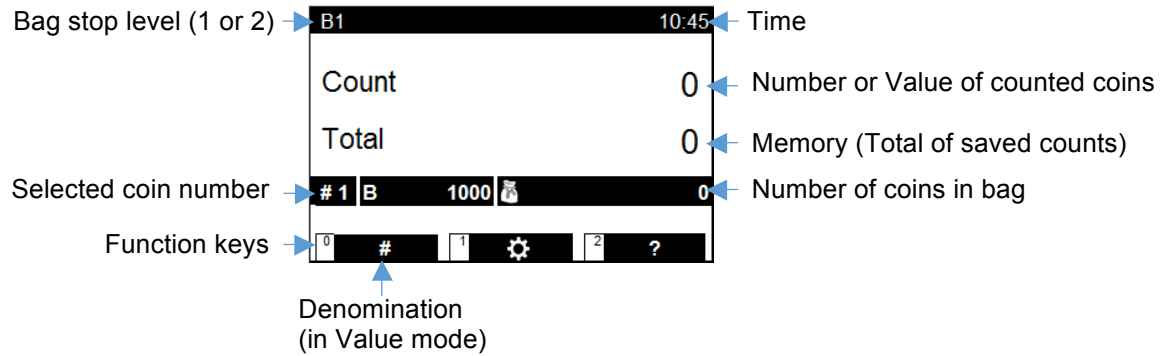 Bag stop level (1 or 2) B1 10:45 Time
Count 0 Number or Value of counted coins
Total 0 Memory (Total of saved counts)
Selected coin number # 1 B 1000 0 Number of coins in bag
Function keys 0 # 1 2 ?
Denomination
(in Value mode)